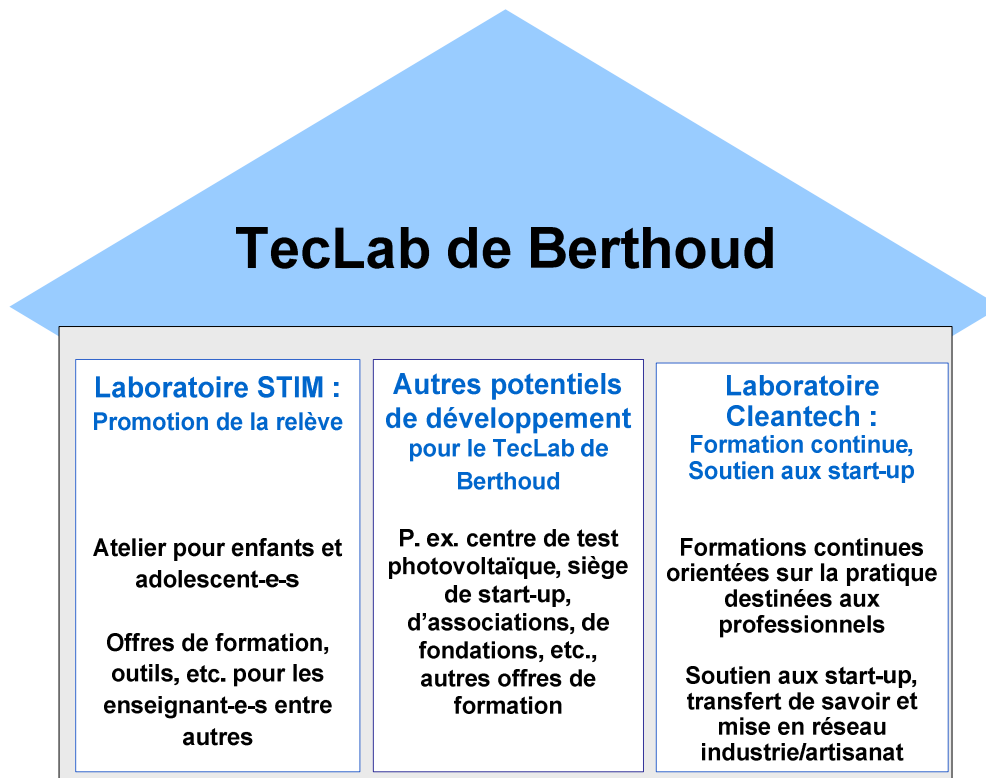 TecLab de Berthoud
Laboratoire STIM :
Promotion de la relève
Atelier pour enfants et
adolescent-e-s
Offres de formation,
outils, etc. pour les
enseignant-e-s entre
autres
Autres potentiels
de développement
pour le TecLab de
Berthoud
P. ex. centre de test
photovoltaïque, siège
de start-up,
d’associations, de
fondations, etc.,
autres offres de
formation
Laboratoire
Cleantech :
Formation continue,
Soutien aux start-up
Formations continues
orientées sur la pratique
destinées aux
professionnels
Soutien aux start-up,
transfert de savoir et
mise en réseau
industrie/artisanat